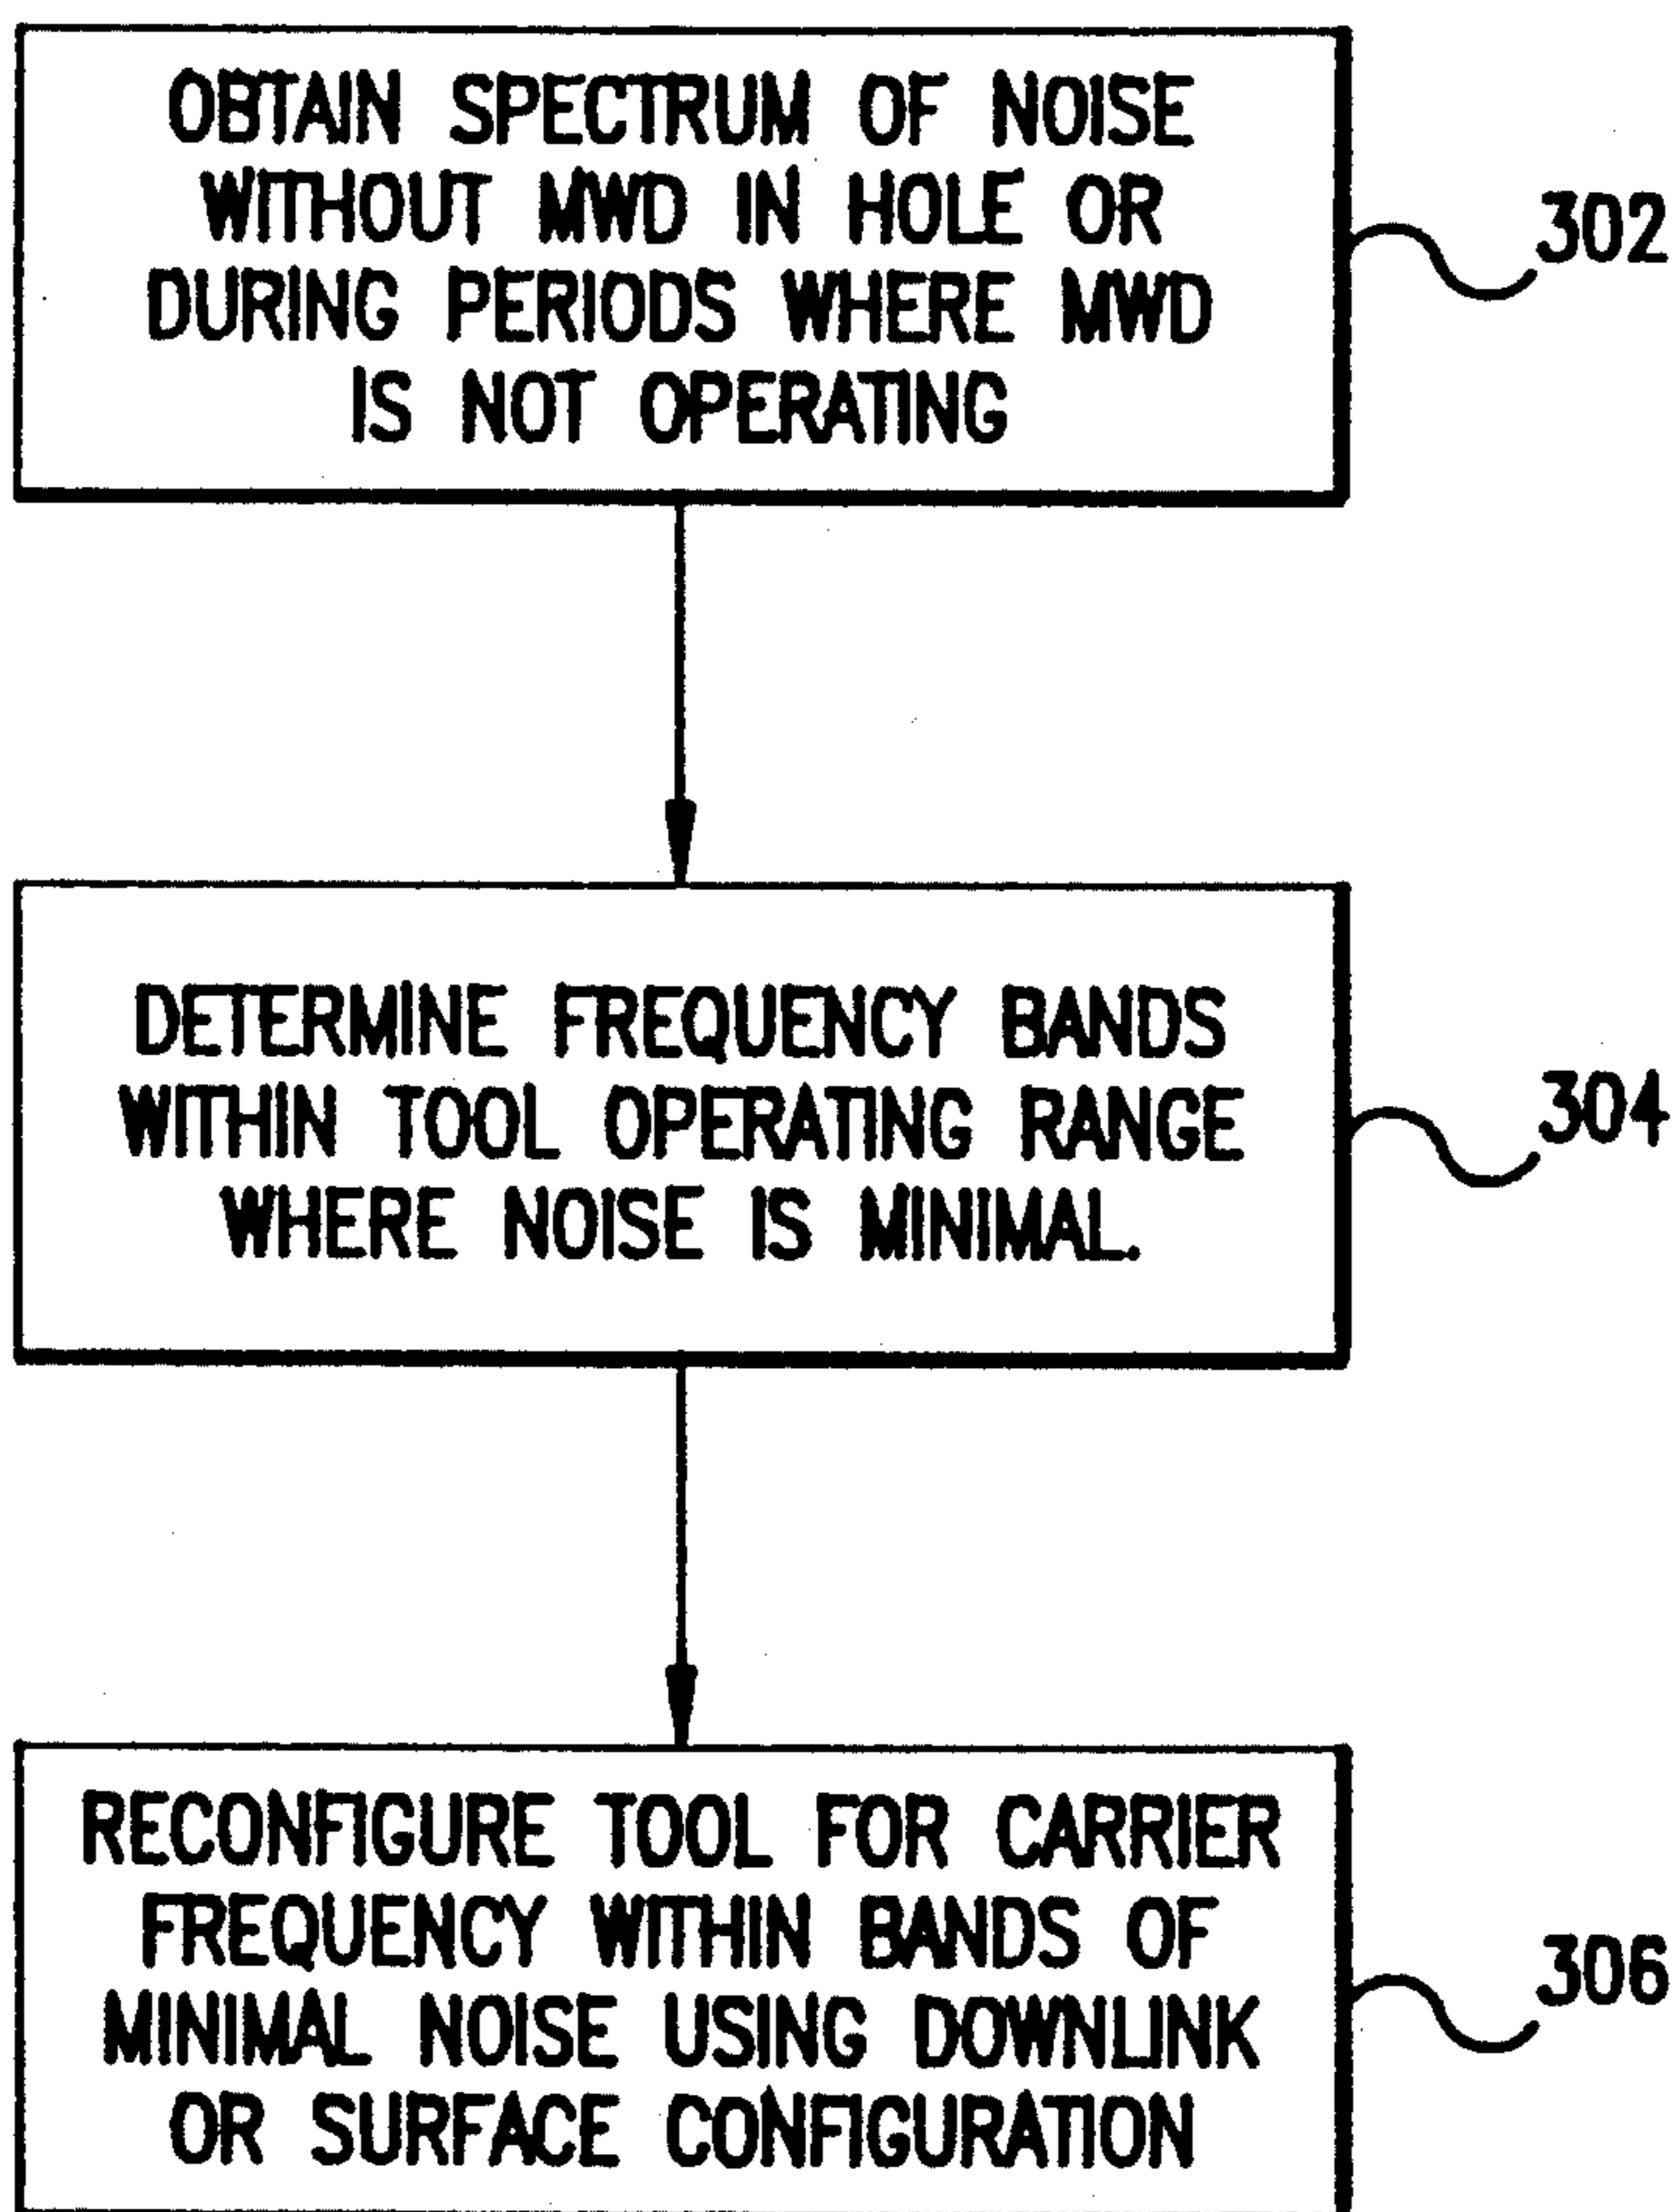 OBTAIN SPECTRUM OF NOISE
WITHOUT MWD IN HOLE OR
DURING PERIODS WHERE MWD
IS NOT OPERATING
302
DETERMINE FREQUENCY BANDS
WITHIN TOOL OPERATING RANGE
WHERE NOISE IS MINIMAL.
304
RECONFIGURE TOOL FOR CARRIER
FREQUENCY WITHIN BANDS OF
MINIMAL NOISE USING DOWNLINK
OR SURFACE CONFIGURATION
306